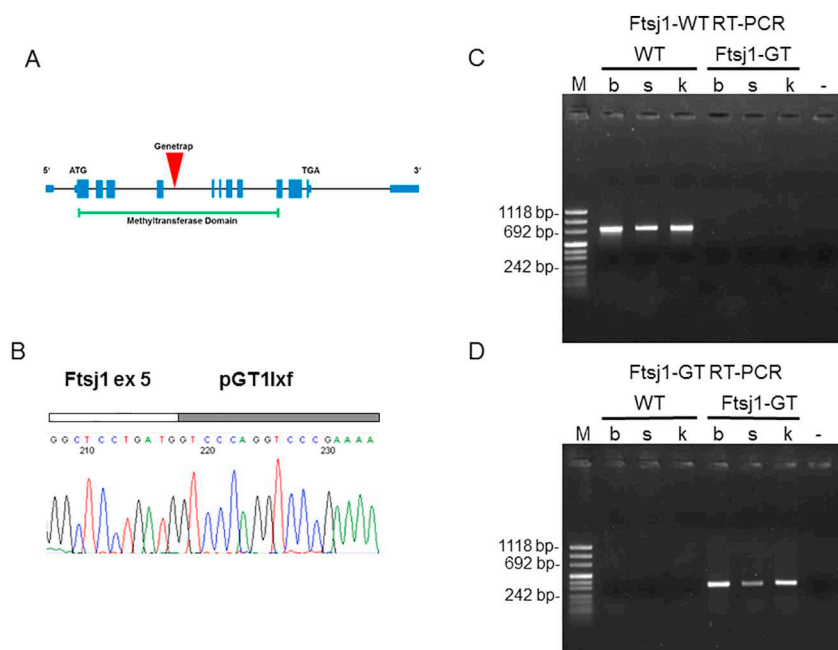 A
Genetrap
5' ATG TGA 3'
Methyltransferase Domain
B
Ftsj1 ex 5 pGT1lxf
GGCTCCTGATGGTCCCAGGTCCCGAAAA
210 220 230
C
Ftsj1-WT RT-PCR
WT Ftsj1-GT
M b s k b s k -
1118 bp-
692 bp-
242 bp-
D
Ftsj1-GT RT-PCR
WT Ftsj1-GT
M b s k b s k -
1118 bp-
692 bp-
242 bp-